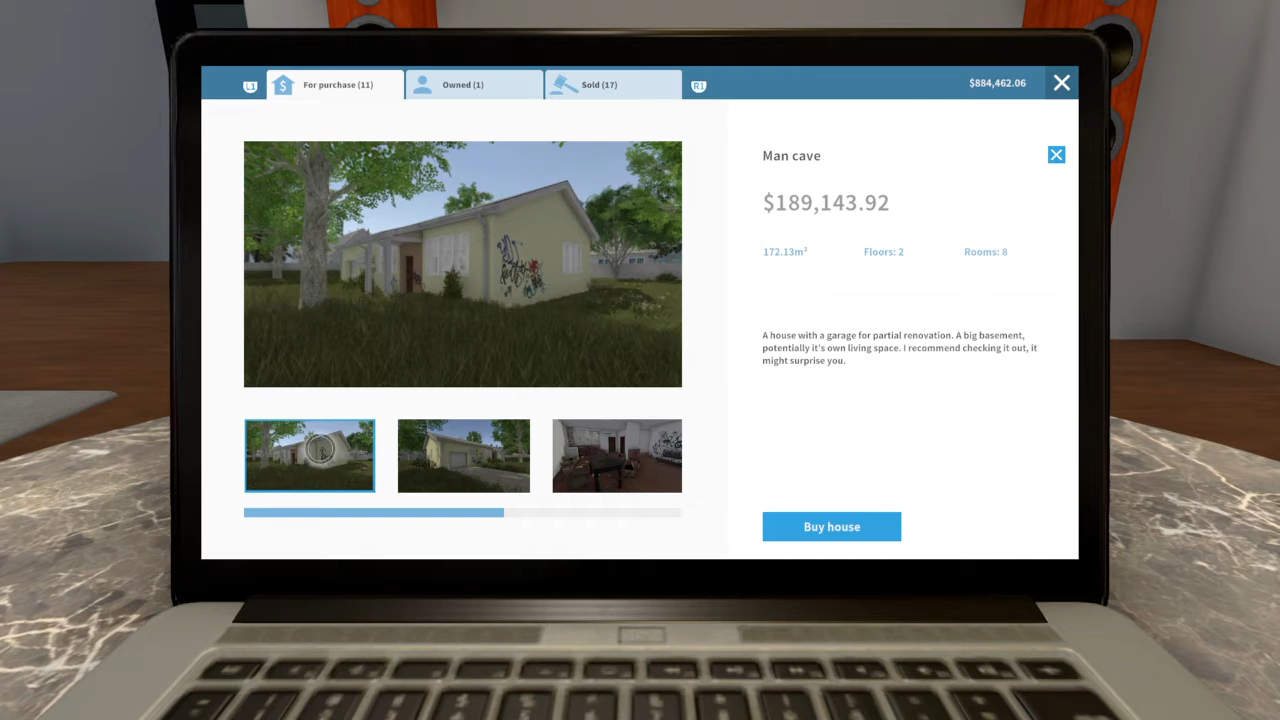 L1
For purchase (11)
Owned (1)
Sold (17)
R1
$884,462.06
Man cave
$189,143.92
172.13m²
Floors: 2
Rooms: 8
A house with a garage for partial renovation. A big basement,
potentially it's own living space. I recommend checking it out, it
might surprise you.
Buy house